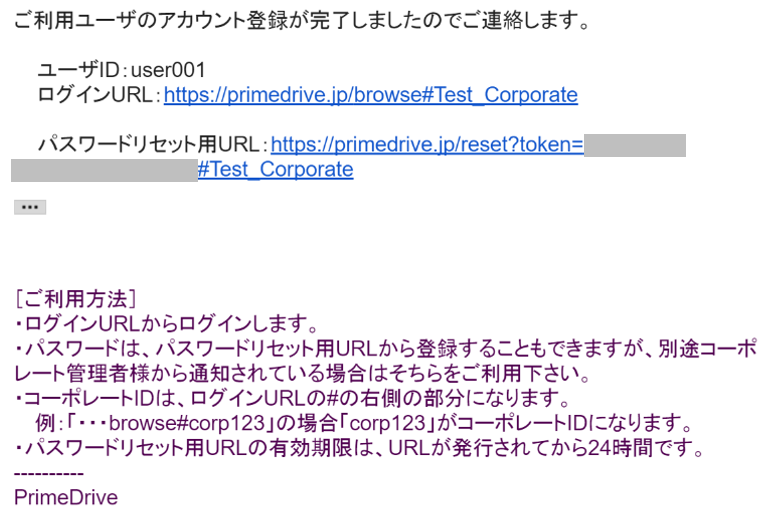 ご利用ユーザのアカウント登録が完了しましたのでご連絡します。
ユーザID：user001
ログインURL：https://primedrive.jp/browse#Test_Corporate
パスワードリセット用URL：https://primedrive.jp/reset?token=
#Test_Corporate
•••
［ご利用方法］
・ログインURLからログインします。
・パスワードは、パスワードリセット用URLから登録することもできますが、別途コーポ
レート管理者様から通知されている場合はそちらをご利用下さい。
・コーポレートIDは、ログインURLの#の右側の部分になります。
例：「・・・browse#corp123」の場合「corp123」がコーポレートIDになります。
・パスワードリセット用URLの有効期限は、URLが発行されてから24時間です。
----------
PrimeDrive